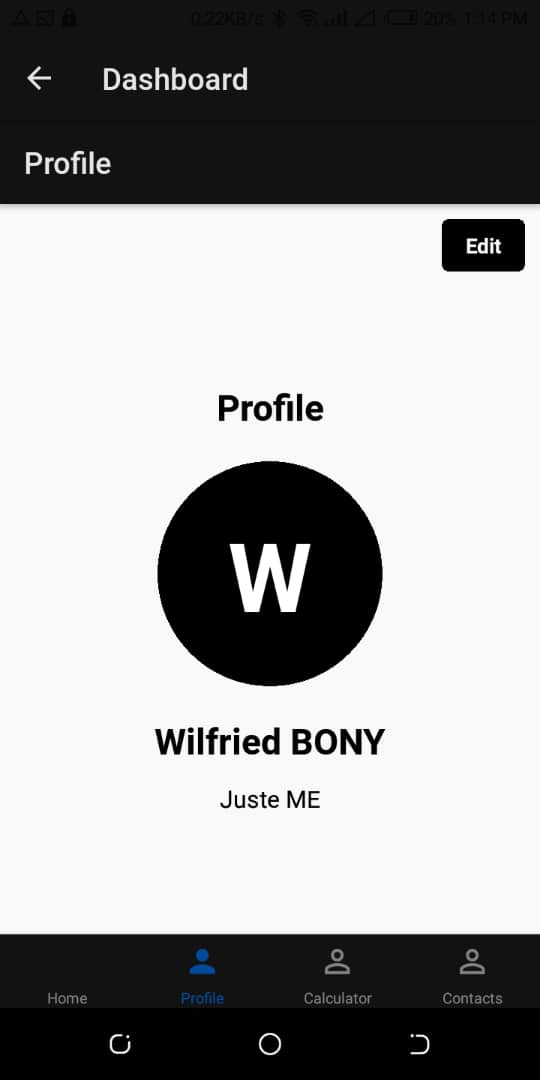 0.22KB/s 20% 1:14 PM
Dashboard
Profile
Edit
Profile
W
Wilfried BONY
Juste ME
Home Profile Calculator Contacts